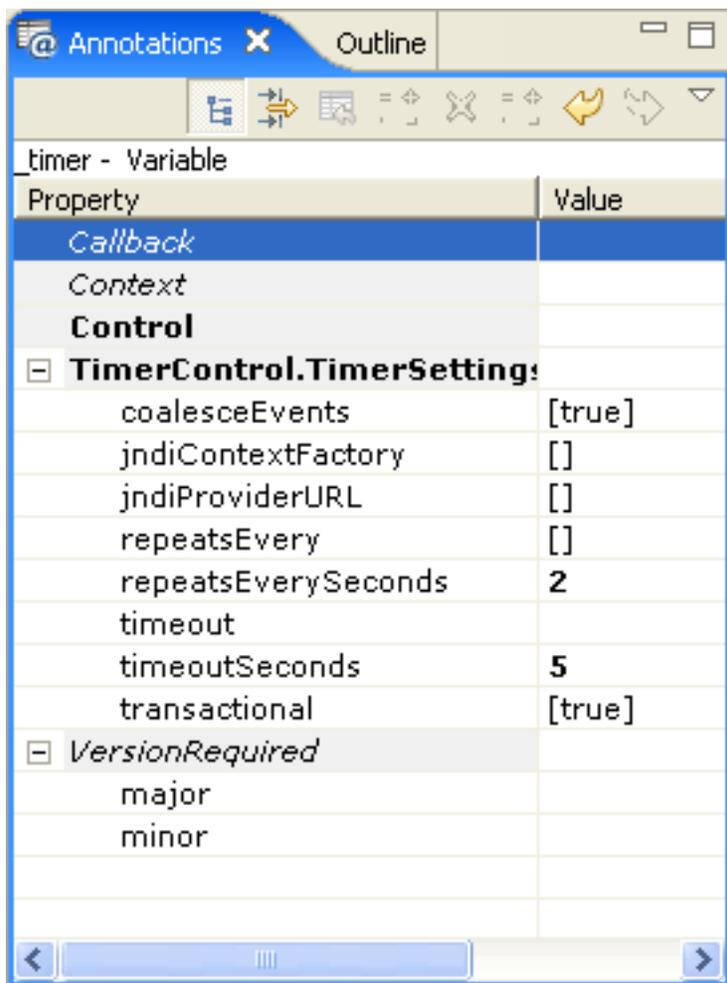 Annotations Outline
_timer - Variable
Property Value
Callback
Context
Control
TimerControl.TimerSettings
coalesceEvents [true]
jndiContextFactory []
jndiProviderURL []
repeatsEvery []
repeatsEverySeconds 2
timeout
timeoutSeconds 5
transactional [true]
VersionRequired
major
minor